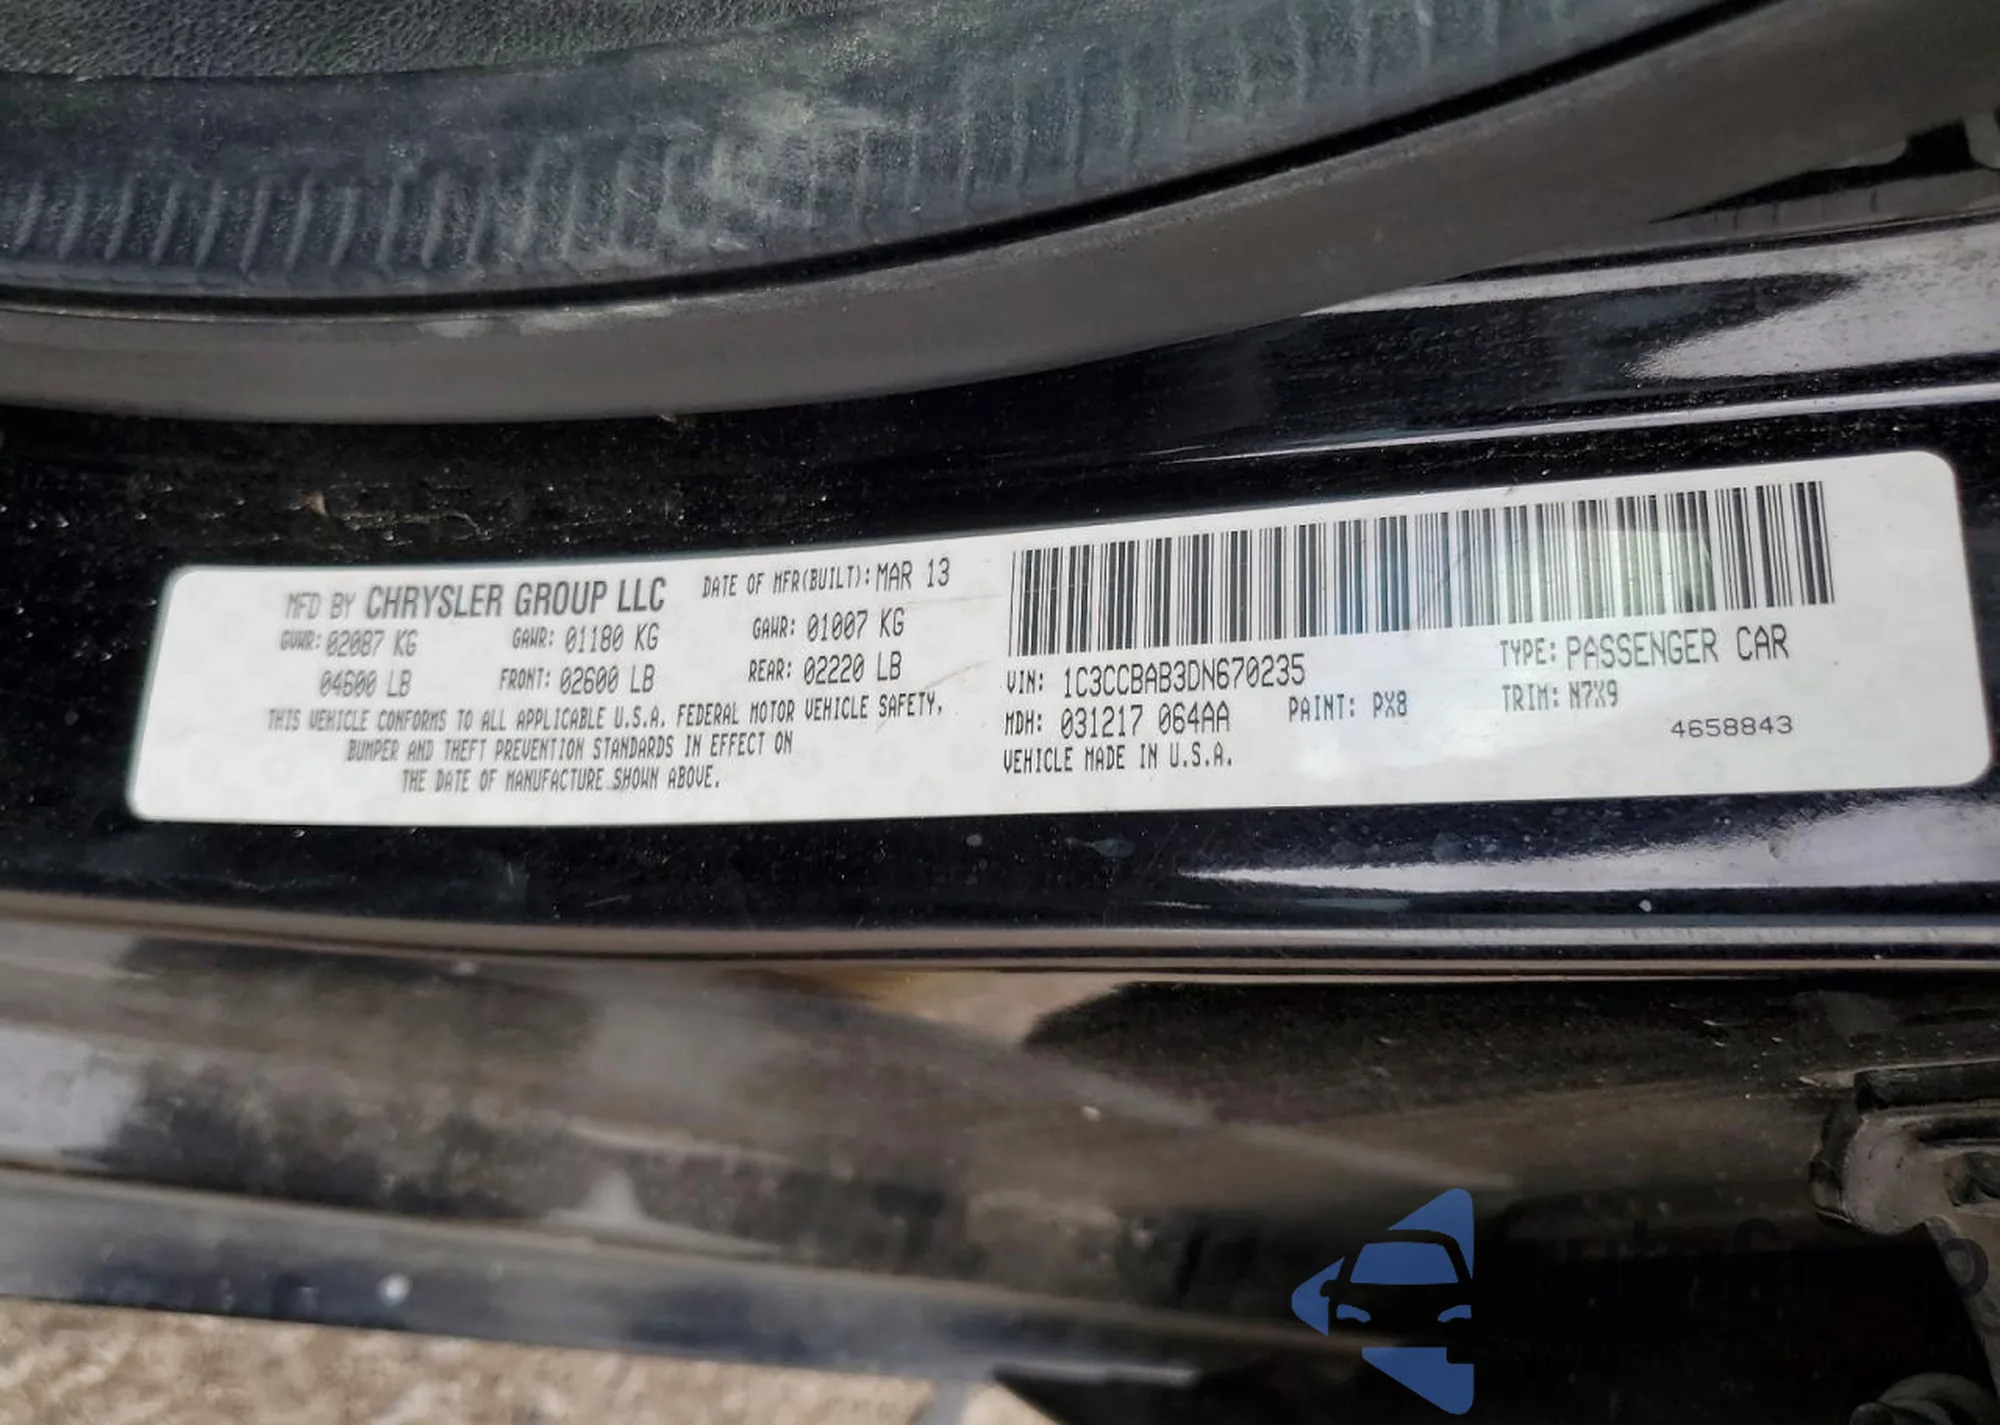 MFD BY CHRYSLER GROUP LLC DATE OF MFR(BUILT): MAR 13
GVWR: 02087 KG GAWR: 01180 KG GAWR: 01007 KG
04600 LB FRONT: 02600 LB REAR: 02220 LB
THIS VEHICLE CONFORMS TO ALL APPLICABLE U.S.A. FEDERAL MOTOR VEHICLE SAFETY,
BUMPER AND THEFT PREVENTION STANDARDS IN EFFECT ON
THE DATE OF MANUFACTURE SHOWN ABOVE.
VIN: 1C3CCBAB3DN670235 TYPE: PASSENGER CAR
MDH: 031217 064AA PAINT: PX8 TRIM: N7X9
VEHICLE MADE IN U.S.A. 4658843